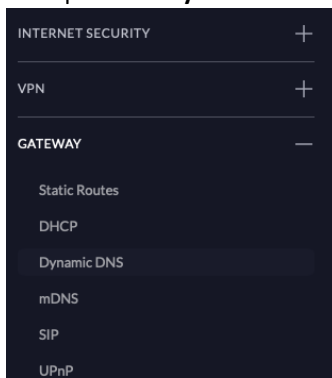 INTERNET SECURITY
VPN
GATEWAY
Static Routes
DHCP
Dynamic DNS
mDNS
SIP
UPnP